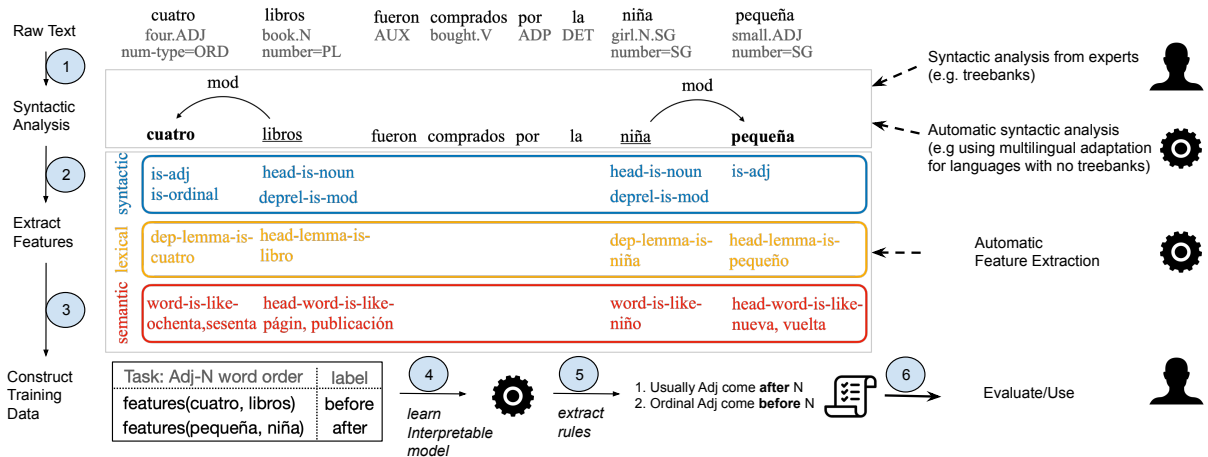 Raw Text
cuatro libros fueron comprados por la niña pequeña
four.ADJ book.N AUX bought.V ADP DET girl.N.SG small.ADJ
num-type=ORD number=PL number=SG number=SG
1
Syntactic
Analysis
mod mod
cuatro libros fueron comprados por la niña pequeña
Syntactic analysis from experts
(e.g. treebanks)
Automatic syntactic analysis
(e.g using multilingual adaptation
for languages with no treebanks)
2
Extract
Features
syntactic
is-adj head-is-noun head-is-noun is-adj
is-ordinal deprel-is-mod deprel-is-mod
lexical
dep-lemma-is- head-lemma-is- dep-lemma-is- head-lemma-is-
cuatro libro niña pequeño
Automatic
Feature Extraction
semantic
word-is-like- head-word-is-like- word-is-like- head-word-is-like-
ochenta,sesenta págin, publicación niño nueva, vuelta
3
Construct
Training
Data
Task: Adj-N word order label
features(cuatro, libros) before
features(pequeña, niña) after
4
learn
Interpretable
model
5
extract
rules
1. Usually Adj come after N
2. Ordinal Adj come before N
6
Evaluate/Use